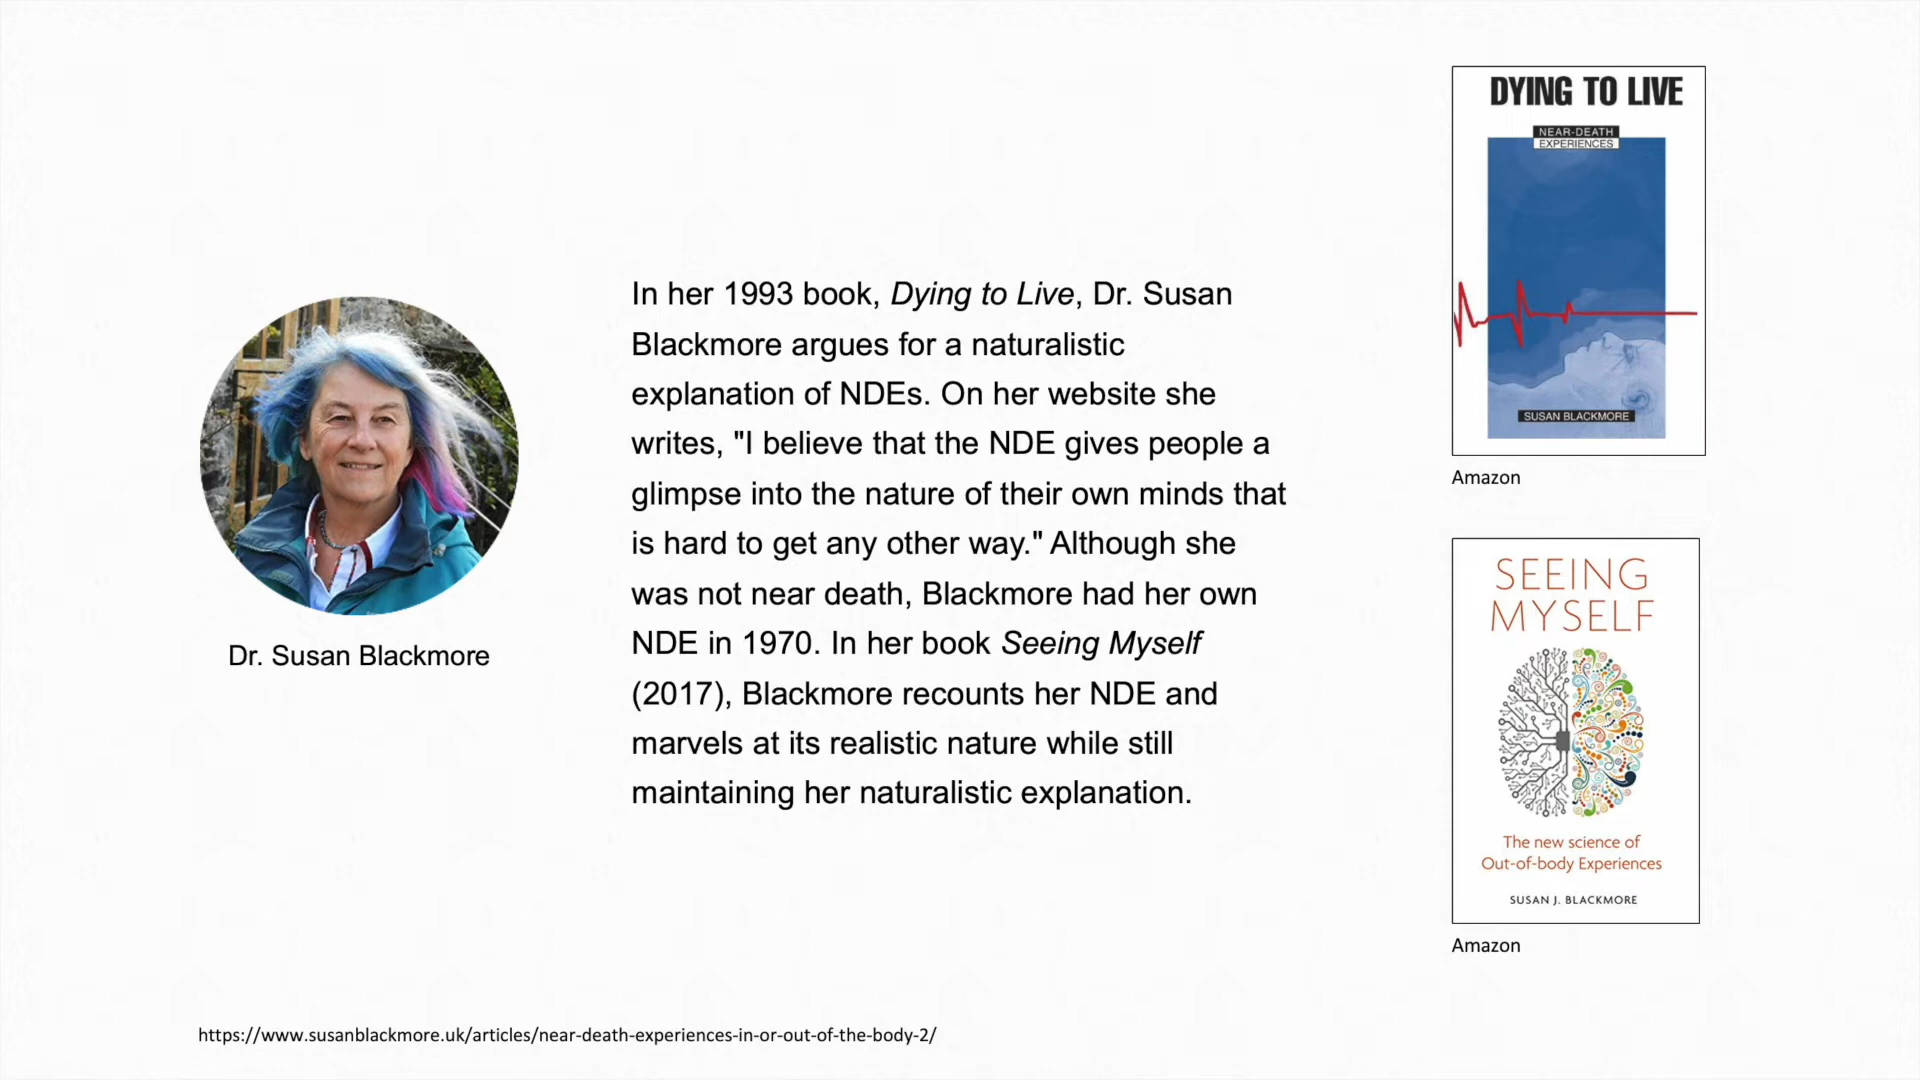 Dr. Susan Blackmore
In her 1993 book, Dying to Live, Dr. Susan
Blackmore argues for a naturalistic
explanation of NDEs. On her website she
writes, "I believe that the NDE gives people a
glimpse into the nature of their own minds that
is hard to get any other way." Although she
was not near death, Blackmore had her own
NDE in 1970. In her book Seeing Myself
(2017), Blackmore recounts her NDE and
marvels at its realistic nature while still
maintaining her naturalistic explanation.
DYING TO LIVE
NEAR-DEATH
EXPERIENCES
SUSAN BLACKMORE
Amazon
SEEING
MYSELF
The new science of
Out-of-body Experiences
SUSAN J. BLACKMORE
Amazon
https://www.susanblackmore.uk/articles/near-death-experiences-in-or-out-of-the-body-2/